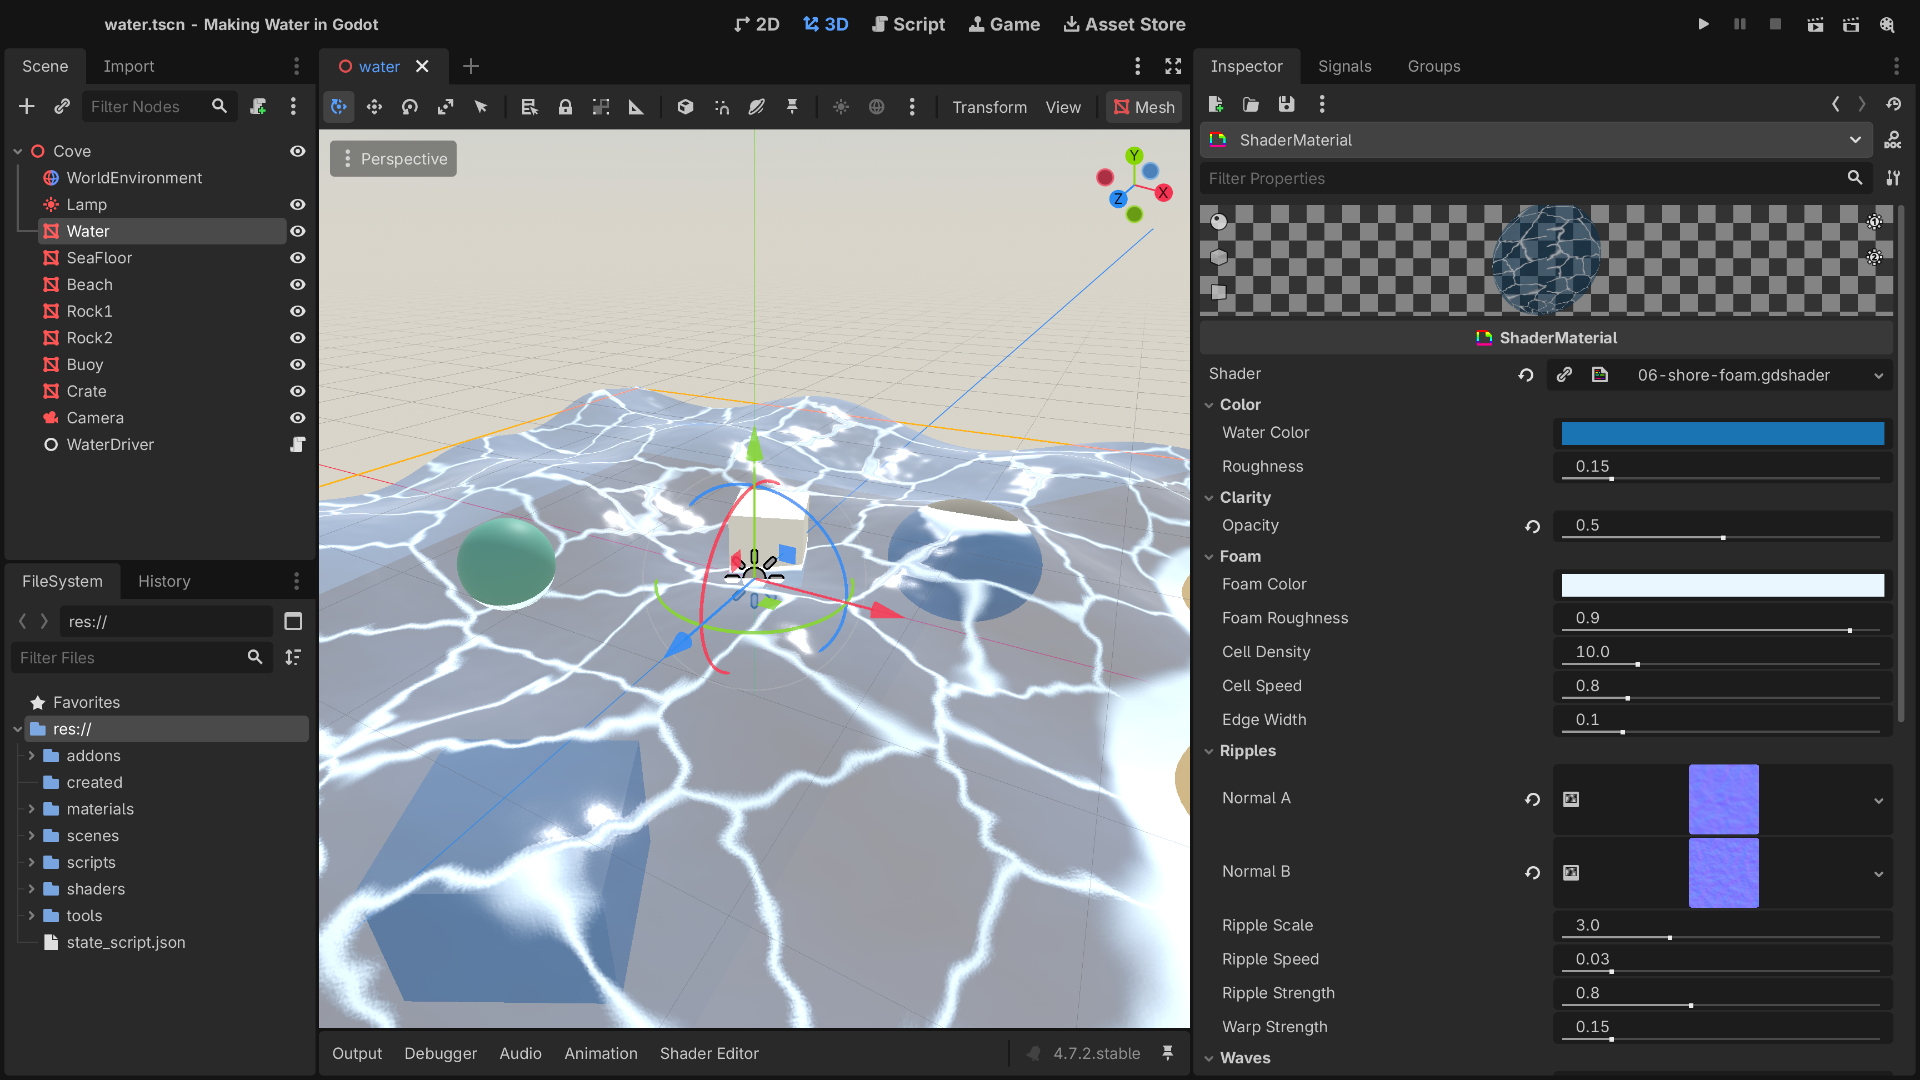 water.tscn - Making Water in Godot
2D
3D
Script
Game
Asset Store
Scene
Import
Filter Nodes
Cove
WorldEnvironment
Lamp
Water
SeaFloor
Beach
Rock1
Rock2
Buoy
Crate
Camera
WaterDriver
FileSystem
History
res://
Filter Files
Favorites
res://
addons
created
materials
scenes
scripts
shaders
tools
state_script.json
water
Transform
View
Mesh
Perspective
Y
X
Z
Output
Debugger
Audio
Animation
Shader Editor
4.7.2.stable
Inspector
Signals
Groups
ShaderMaterial
DOC
Filter Properties
1
2
ShaderMaterial
Shader
06-shore-foam.gdshader
Color
Water Color
Roughness 0.15
Clarity
Opacity 0.5
Foam
Foam Color
Foam Roughness 0.9
Cell Density 10.0
Cell Speed 0.8
Edge Width 0.1
Ripples
Normal A
Normal B
Ripple Scale 3.0
Ripple Speed 0.03
Ripple Strength 0.8
Warp Strength 0.15
Waves